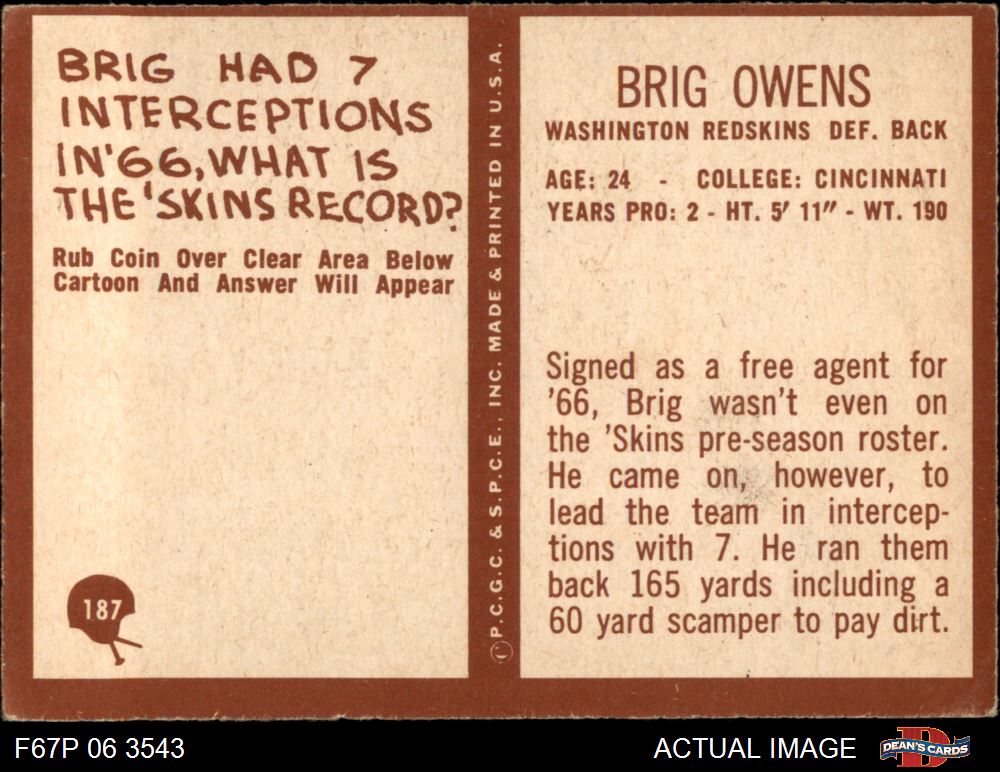 BRIG HAD 7
INTERCEPTIONS
IN '66, WHAT IS
THE 'SKINS RECORD?
Rub Coin Over Clear Area Below
Cartoon And Answer Will Appear
187
©P.C.G.C. & S.P.C.E., INC. MADE & PRINTED IN U.S.A.
BRIG OWENS
WASHINGTON REDSKINS DEF. BACK
AGE: 24 - COLLEGE: CINCINNATI
YEARS PRO: 2 - HT. 5' 11" - WT. 190
Signed as a free agent for
'66, Brig wasn't even on
the 'Skins pre-season roster.
He came on, however, to
lead the team in intercep-
tions with 7. He ran them
back 165 yards including a
60 yard scamper to pay dirt.
F67P 06 3543
ACTUAL IMAGE
D
DEAN'S CARDS